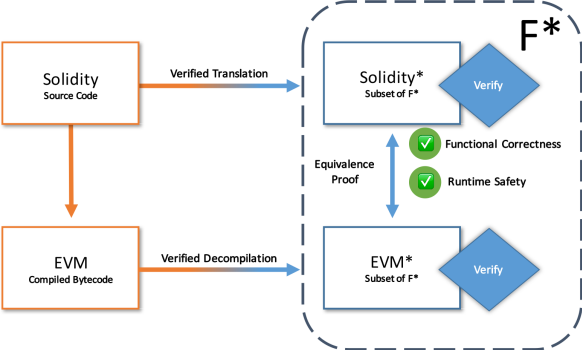 F*
Solidity
Source Code
Verified Translation
Solidity*
Subset of F*
Verify
Equivalence
Proof
Functional Correctness
Runtime Safety
EVM
Compiled Bytecode
Verified Decompilation
EVM*
Subset of F*
Verify